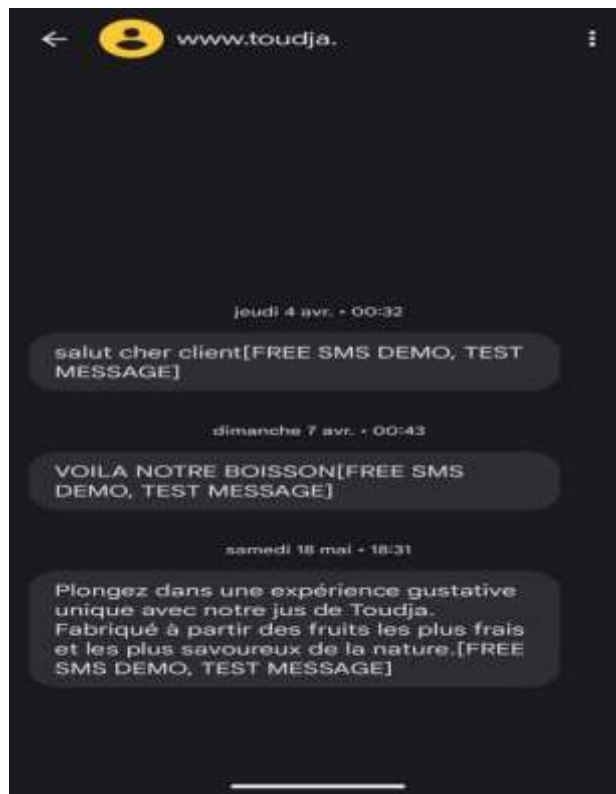 www.toudja.
jeudi 4 avr. • 00:32
salut cher client[FREE SMS DEMO, TEST
MESSAGE]
dimanche 7 avr. • 00:43
VOILA NOTRE BOISSON[FREE SMS
DEMO, TEST MESSAGE]
samedi 18 mai • 18:31
Plongez dans une expérience gustative
unique avec notre jus de Toudja.
Fabriqué à partir des fruits les plus frais
et les plus savoureux de la nature.[FREE
SMS DEMO, TEST MESSAGE]